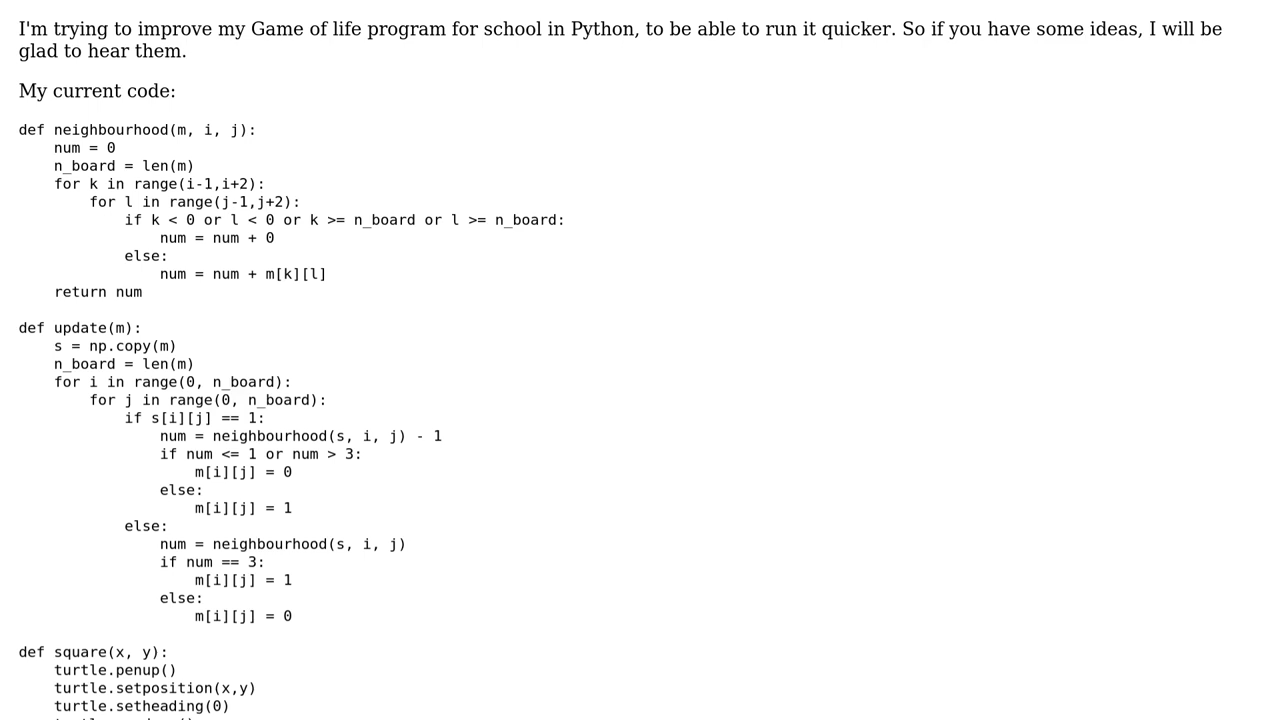 I'm trying to improve my Game of life program for school in Python, to be able to run it quicker. So if you have some ideas, I will be
glad to hear them.
My current code:
def neighbourhood(m, i, j):
    num = 0
    n_board = len(m)
    for k in range(i-1,i+2):
        for l in range(j-1,j+2):
            if k < 0 or l < 0 or k >= n_board or l >= n_board:
                num = num + 0
            else:
                num = num + m[k][l]
    return num

def update(m):
    s = np.copy(m)
    n_board = len(m)
    for i in range(0, n_board):
        for j in range(0, n_board):
            if s[i][j] == 1:
                num = neighbourhood(s, i, j) - 1
                if num <= 1 or num > 3:
                    m[i][j] = 0
                else:
                    m[i][j] = 1
            else:
                num = neighbourhood(s, i, j)
                if num == 3:
                    m[i][j] = 1
                else:
                    m[i][j] = 0

def square(x, y):
    turtle.penup()
    turtle.setposition(x,y)
    turtle.setheading(0)